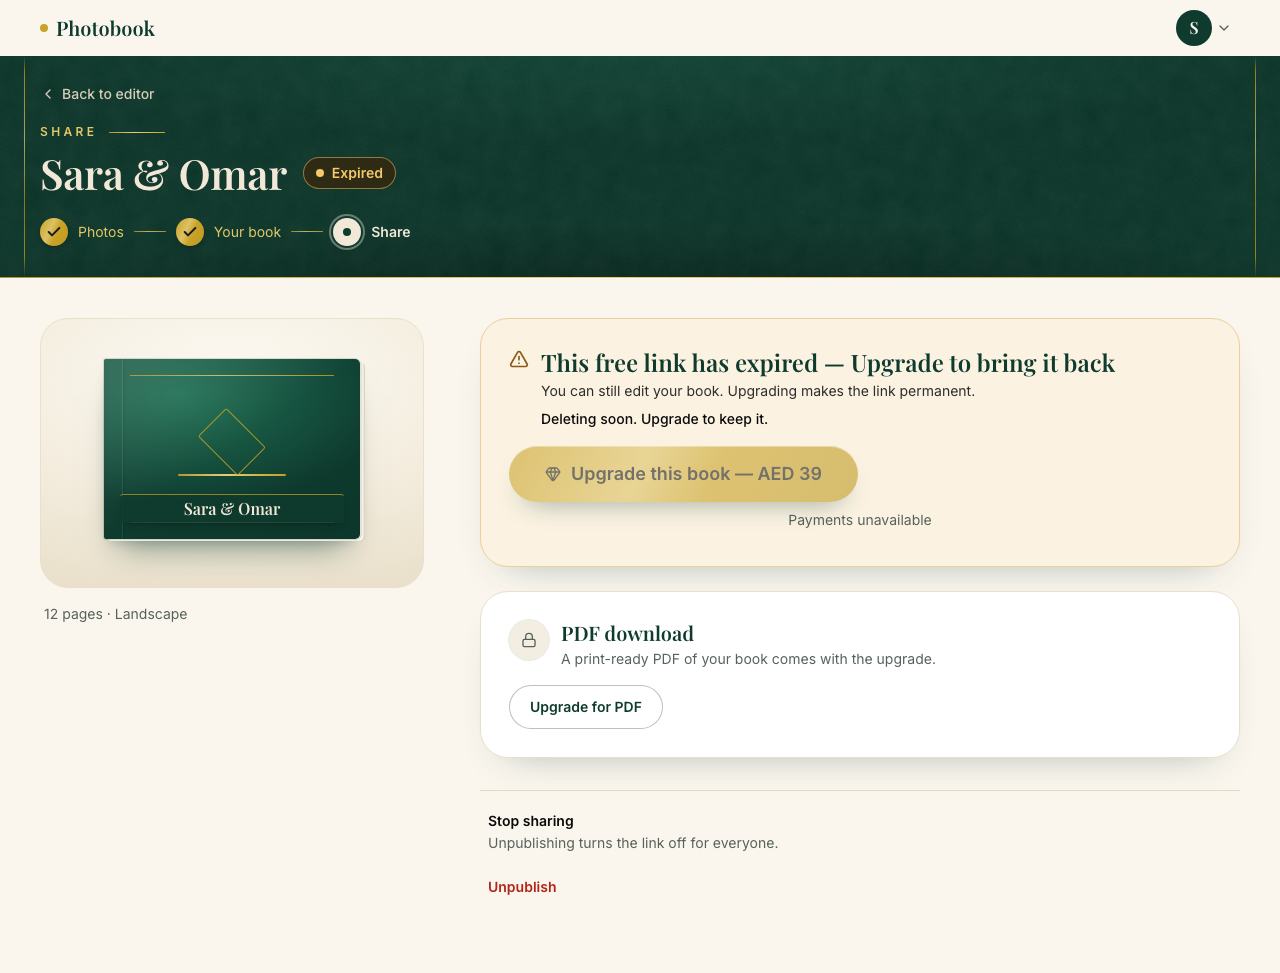 Photobook
S
Back to editor
SHARE
Sara & Omar
Expired
Photos
Your book
Share
Sara & Omar
12 pages · Landscape
This free link has expired — Upgrade to bring it back
You can still edit your book. Upgrading makes the link permanent.
Deleting soon. Upgrade to keep it.
Upgrade this book — AED 39
Payments unavailable
PDF download
A print-ready PDF of your book comes with the upgrade.
Upgrade for PDF
Stop sharing
Unpublishing turns the link off for everyone.
Unpublish